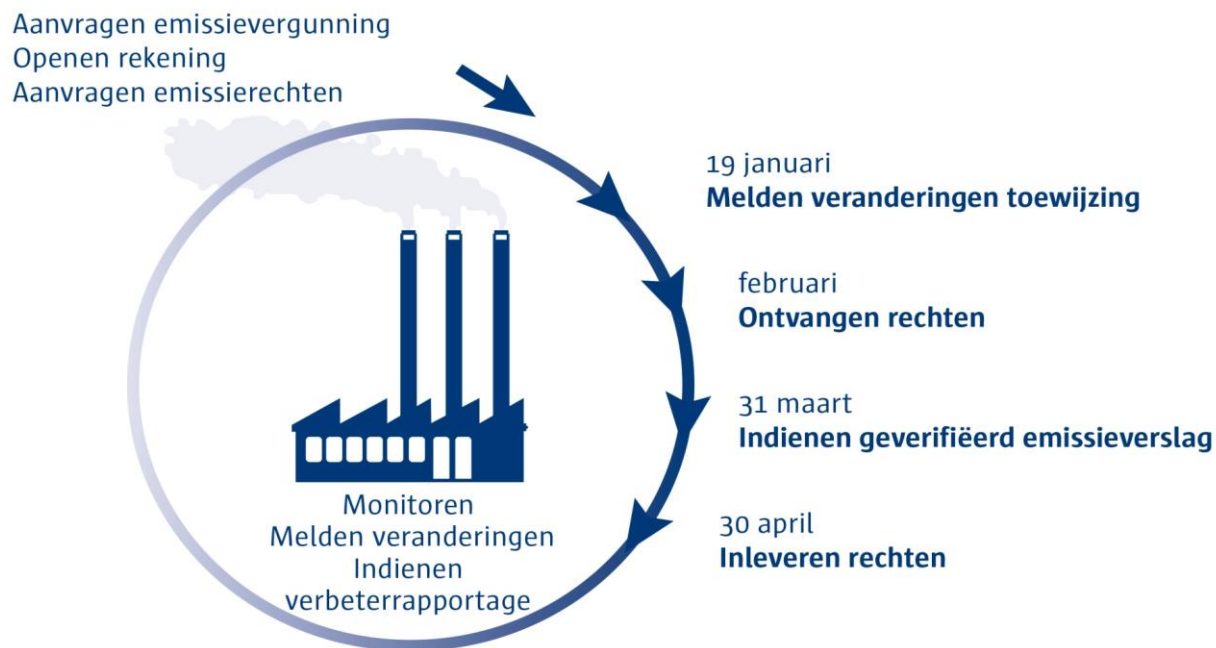 Aanvragen emissievergunning
Openen rekening
Aanvragen emissierechten
19 januari
Melden veranderingen toewijzing
februari
Ontvangen rechten
31 maart
Indienen geverifiëerd emissieverslag
30 april
Inleveren rechten
Monitoren
Melden veranderingen
Indienen
verbeterrapportage